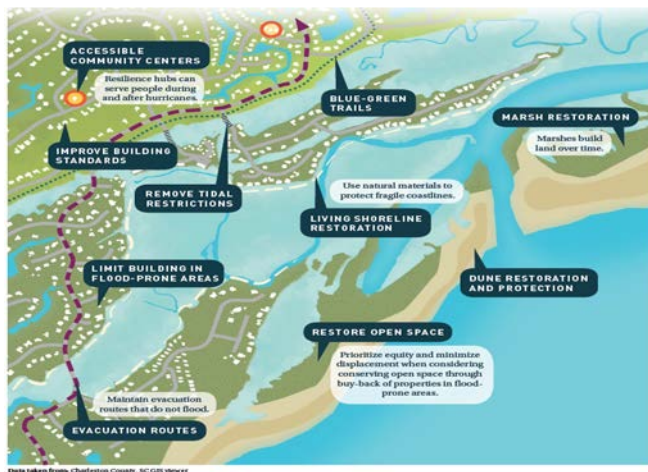 ACCESSIBLE
COMMUNITY CENTERS
Resilience hubs can
serve people during
and after hurricanes.
BLUE-GREEN
TRAILS
MARSH RESTORATION
Marshes build
land over time.
IMPROVE BUILDING
STANDARDS
REMOVE TIDAL
RESTRICTIONS
Use natural materials to
protect fragile coastlines.
LIVING SHORELINE
RESTORATION
LIMIT BUILDING IN
FLOOD-PRONE AREAS
DUNE RESTORATION
AND PROTECTION
RESTORE OPEN SPACE
Prioritize equity and minimize
displacement when considering
conserving open space through
buy-back of properties in flood-
prone areas.
Maintain evacuation
routes that do not flood.
EVACUATION ROUTES
Data taken from: Charleston County, SC GIS viewer